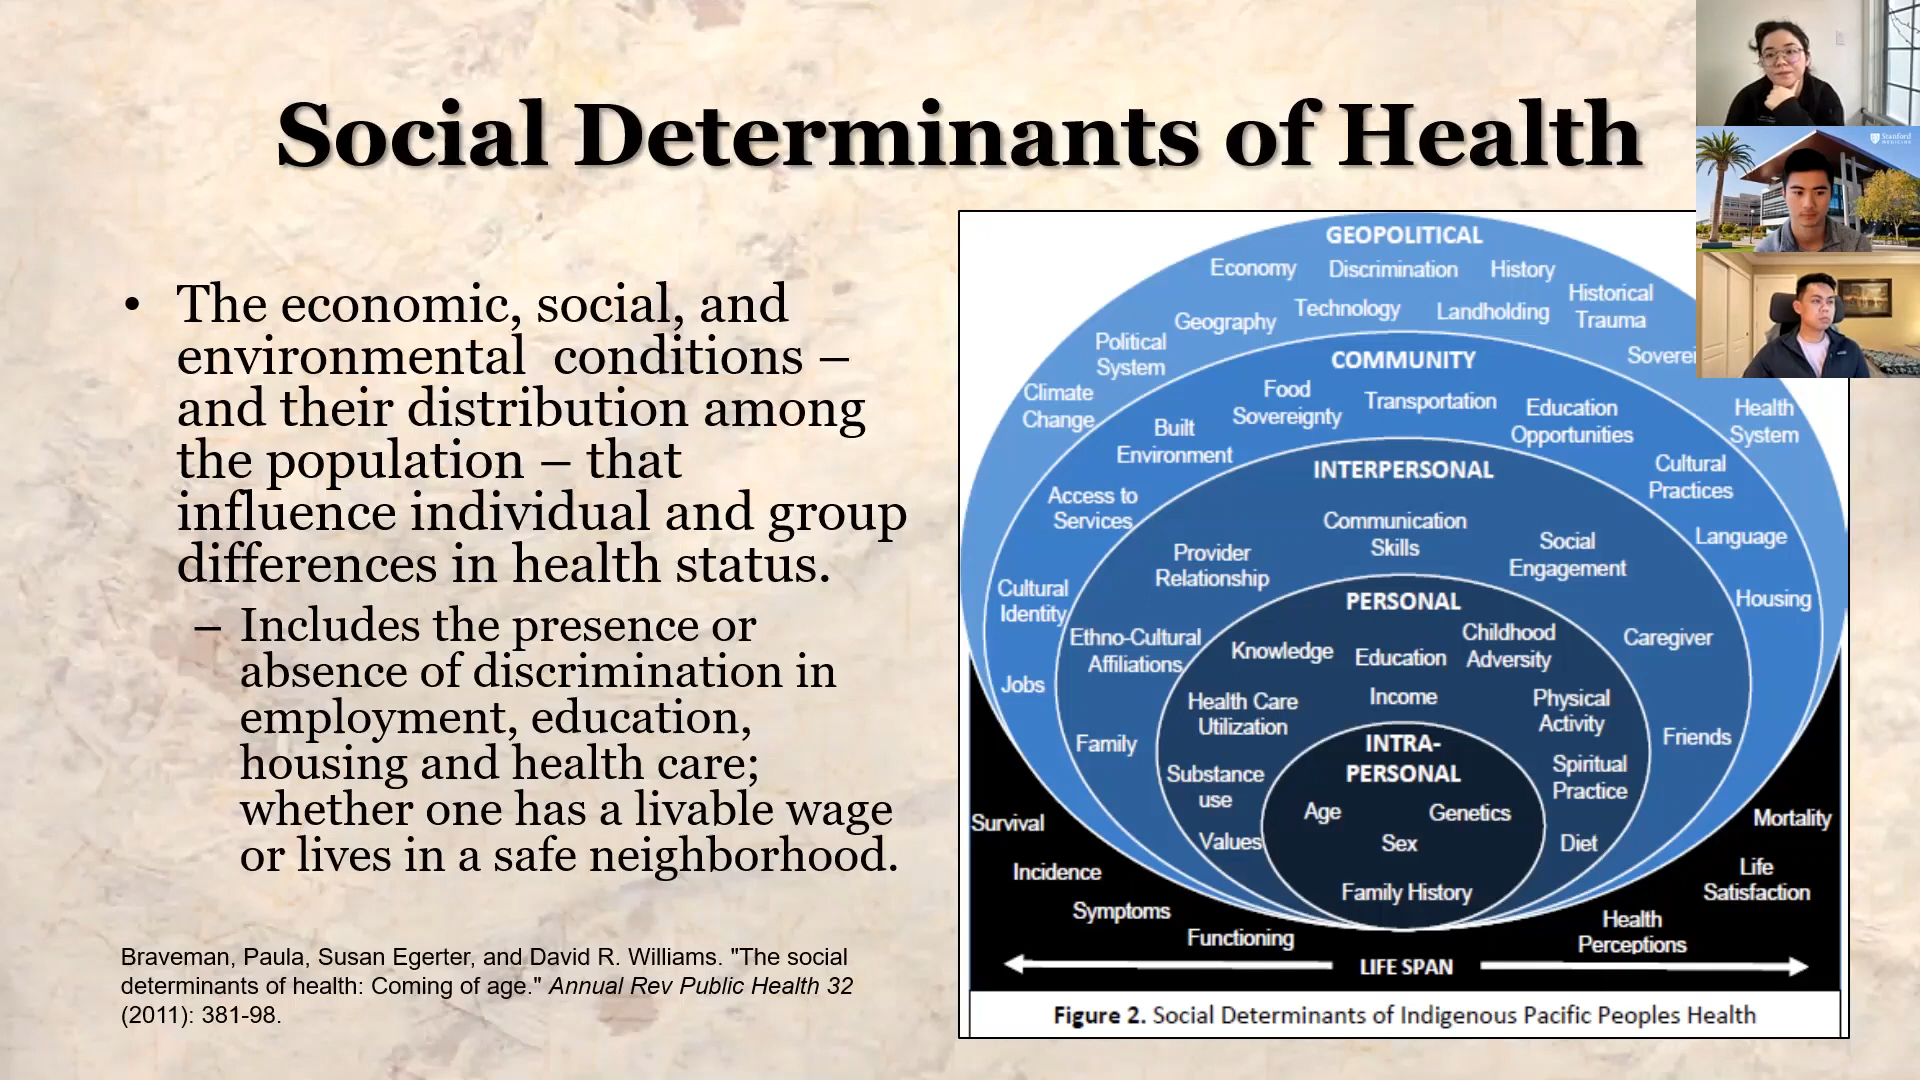 Social Determinants of Health
• The economic, social, and
environmental conditions –
and their distribution among
the population – that
influence individual and group
differences in health status.
– Includes the presence or
absence of discrimination in
employment, education,
housing and health care;
whether one has a livable wage
or lives in a safe neighborhood.
Braveman, Paula, Susan Egerter, and David R. Williams. "The social
determinants of health: Coming of age." Annual Rev Public Health 32
(2011): 381-98.
GEOPOLITICAL
Economy
Discrimination
History
Historical
Trauma
Geography
Technology
Landholding
Political
System
Soverei
Climate
Change
Health
System
COMMUNITY
Food
Sovereignty
Transportation
Education
Opportunities
Built
Environment
Cultural
Practices
Access to
Services
Language
Cultural
Identity
Housing
Jobs
INTERPERSONAL
Communication
Skills
Provider
Relationship
Social
Engagement
Ethno-Cultural
Affiliations
Caregiver
Family
Friends
PERSONAL
Knowledge
Education
Childhood
Adversity
Health Care
Utilization
Income
Physical
Activity
Substance
use
Spiritual
Practice
Values
Diet
INTRA-
PERSONAL
Age
Genetics
Sex
Family History
Survival
Incidence
Symptoms
Functioning
Mortality
Life
Satisfaction
Health
Perceptions
LIFE SPAN
Figure 2. Social Determinants of Indigenous Pacific Peoples Health
Stanford
MEDICINE